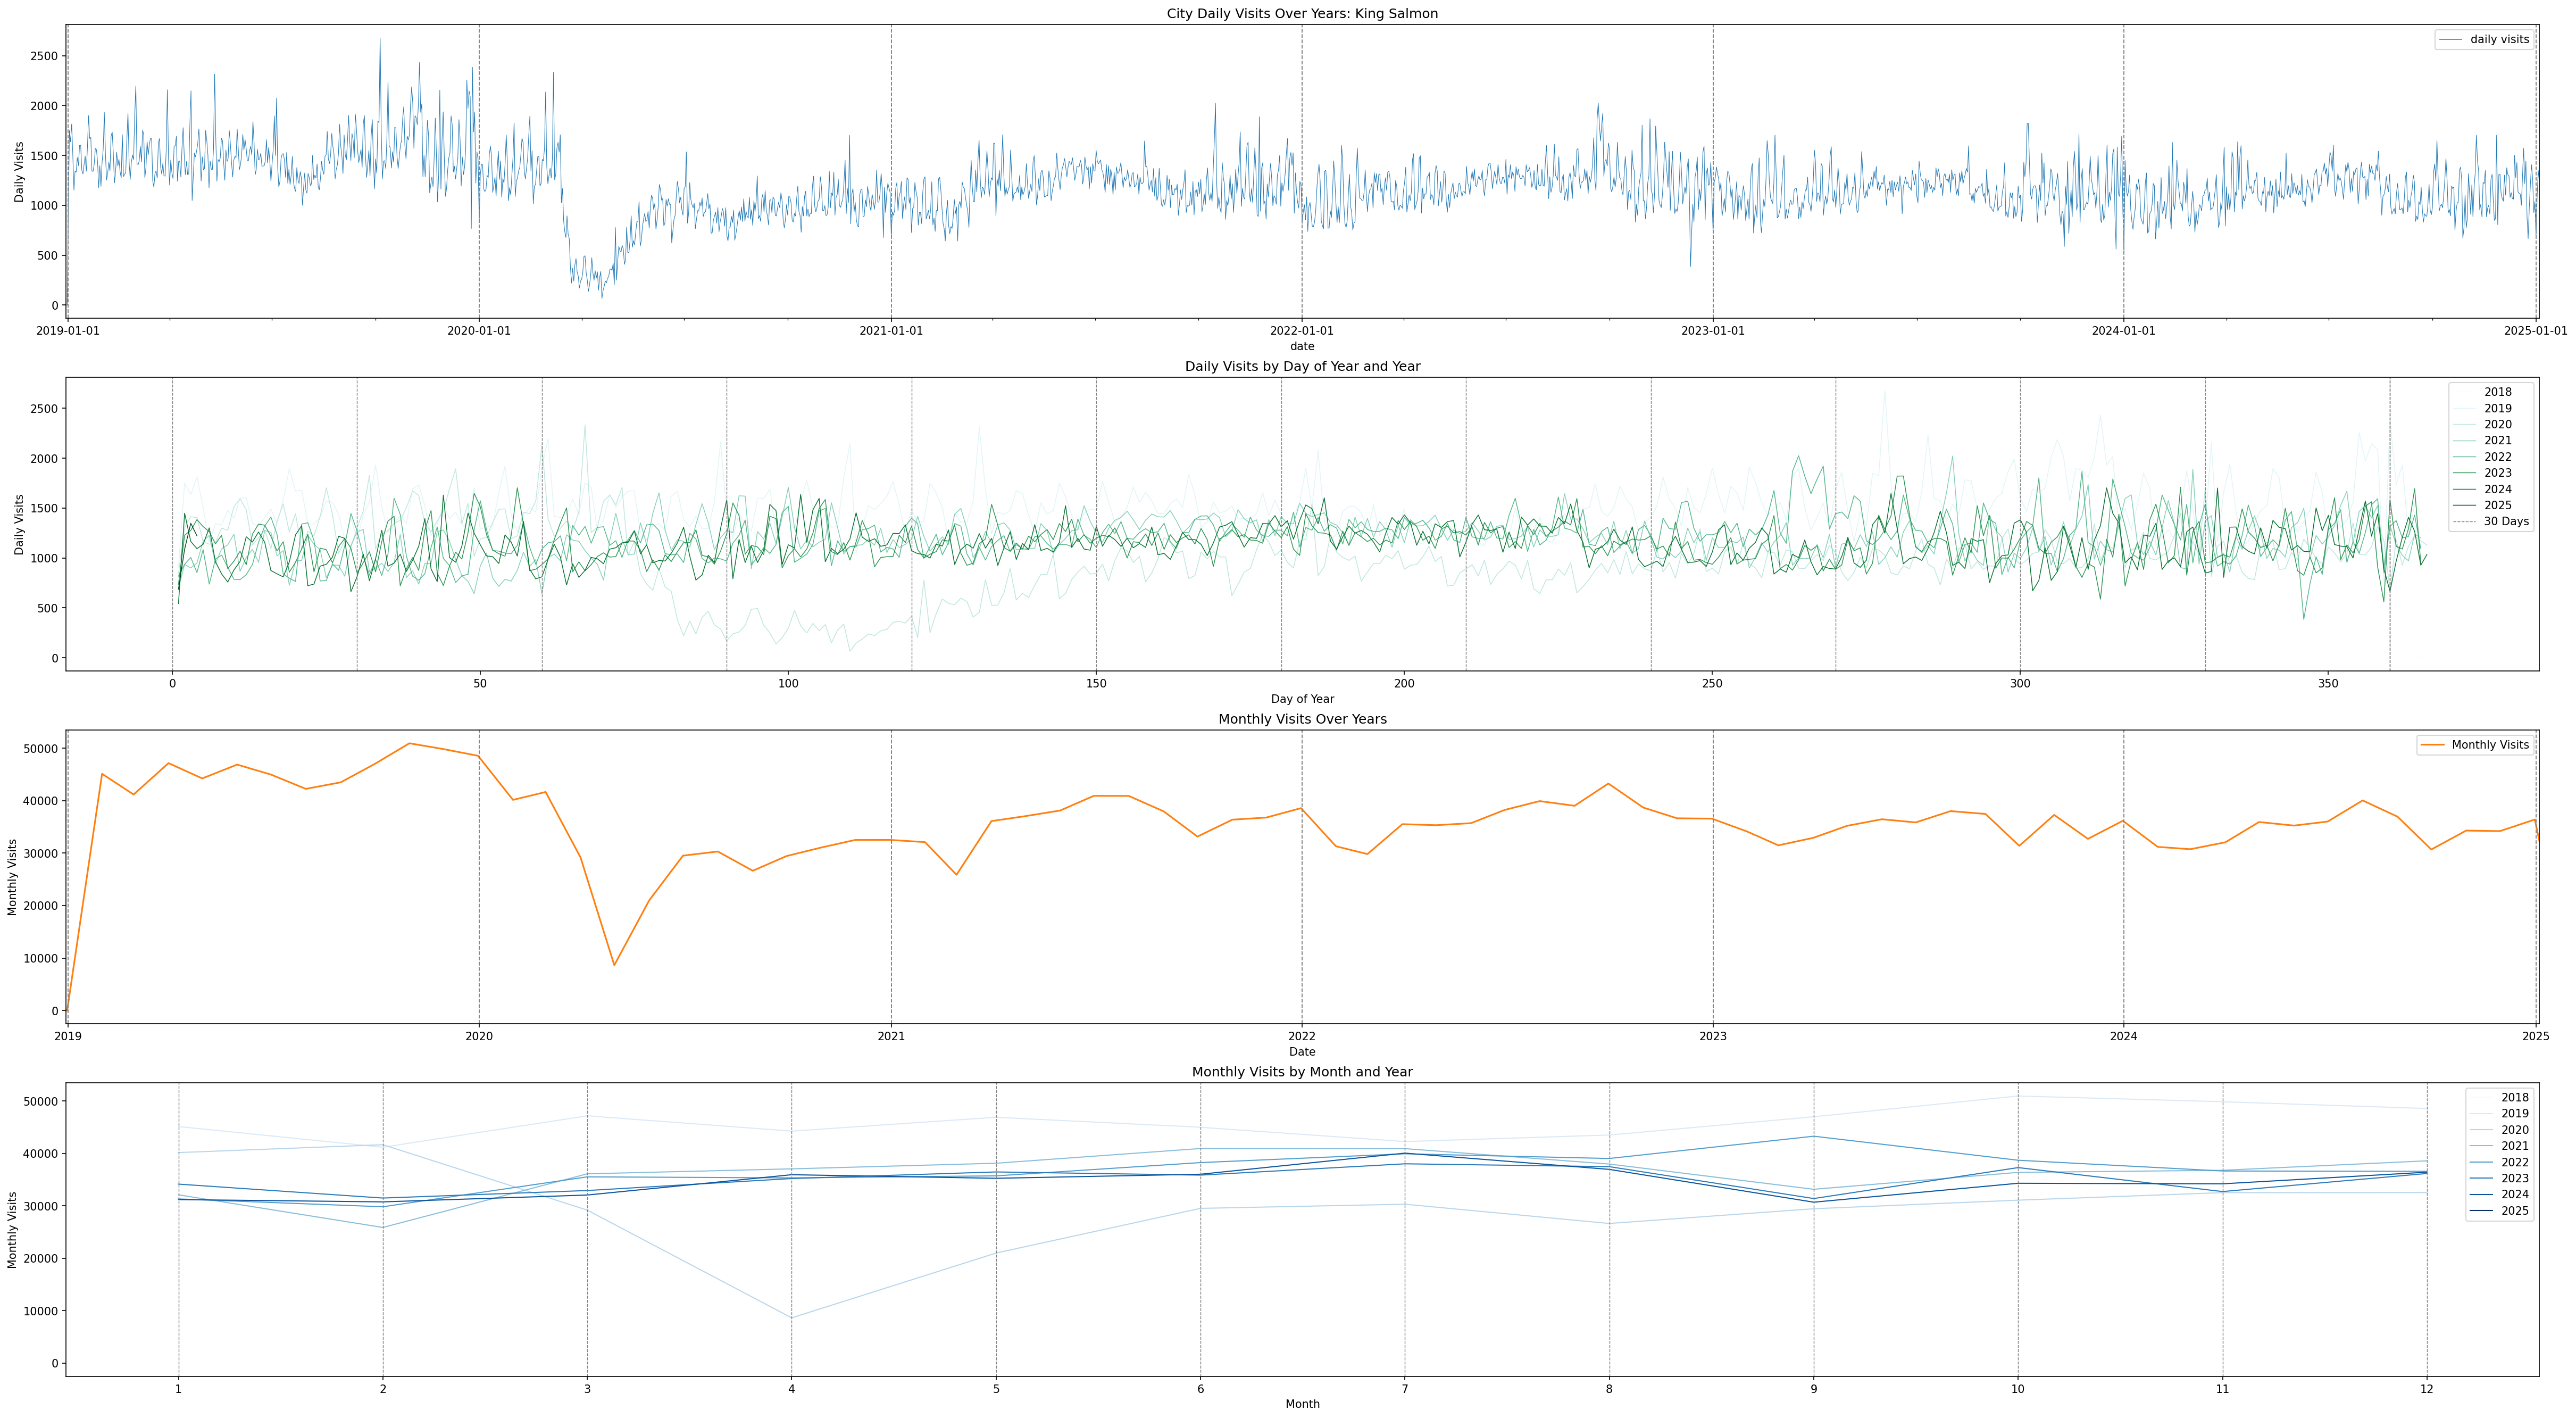 City Daily Visits Over Years: King Salmon
daily visits
Daily Visits
2500
2000
1500
1000
500
0
2019-01-01 2020-01-01 2021-01-01 2022-01-01 2023-01-01 2024-01-01 2025-01-01
date
Daily Visits by Day of Year and Year
2018
2019
2020
2021
2022
2023
2024
2025
30 Days
Daily Visits
2500
2000
1500
1000
500
0
0 50 100 150 200 250 300 350
Day of Year
Monthly Visits Over Years
Monthly Visits
Monthly Visits
50000
40000
30000
20000
10000
0
2019 2020 2021 2022 2023 2024 2025
Date
Monthly Visits by Month and Year
2018
2019
2020
2021
2022
2023
2024
2025
Monthly Visits
50000
40000
30000
20000
10000
0
1 2 3 4 5 6 7 8 9 10 11 12
Month